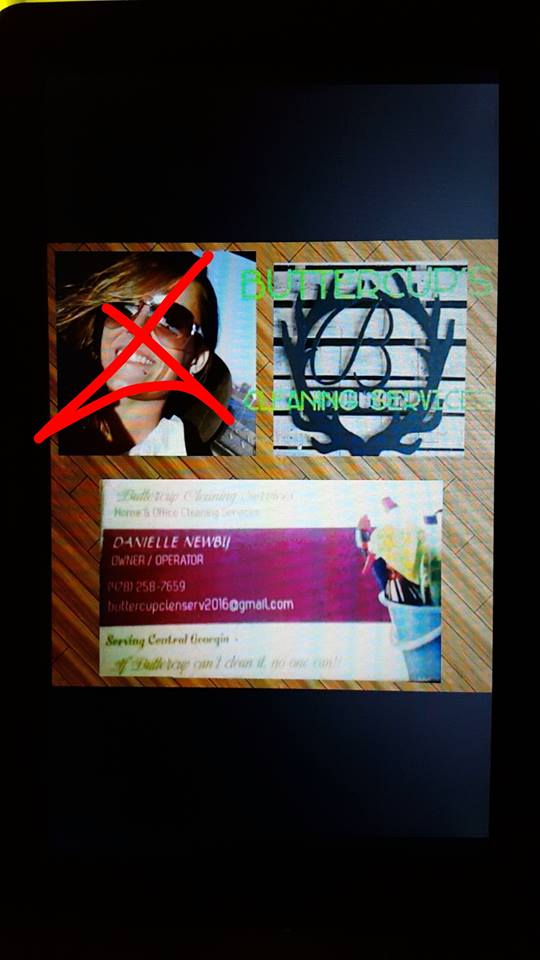 BUTTERCUP'S
B
CLEANING SERVICES
Buttercup Cleaning Services
Home & Office Cleaning Services
DANIELLE NEWBY
OWNER / OPERATOR
(478) 258-7659
buttercupclenserv2016@gmail.com
Serving Central Georgia -
If Buttercup can't clean it, no one can!!